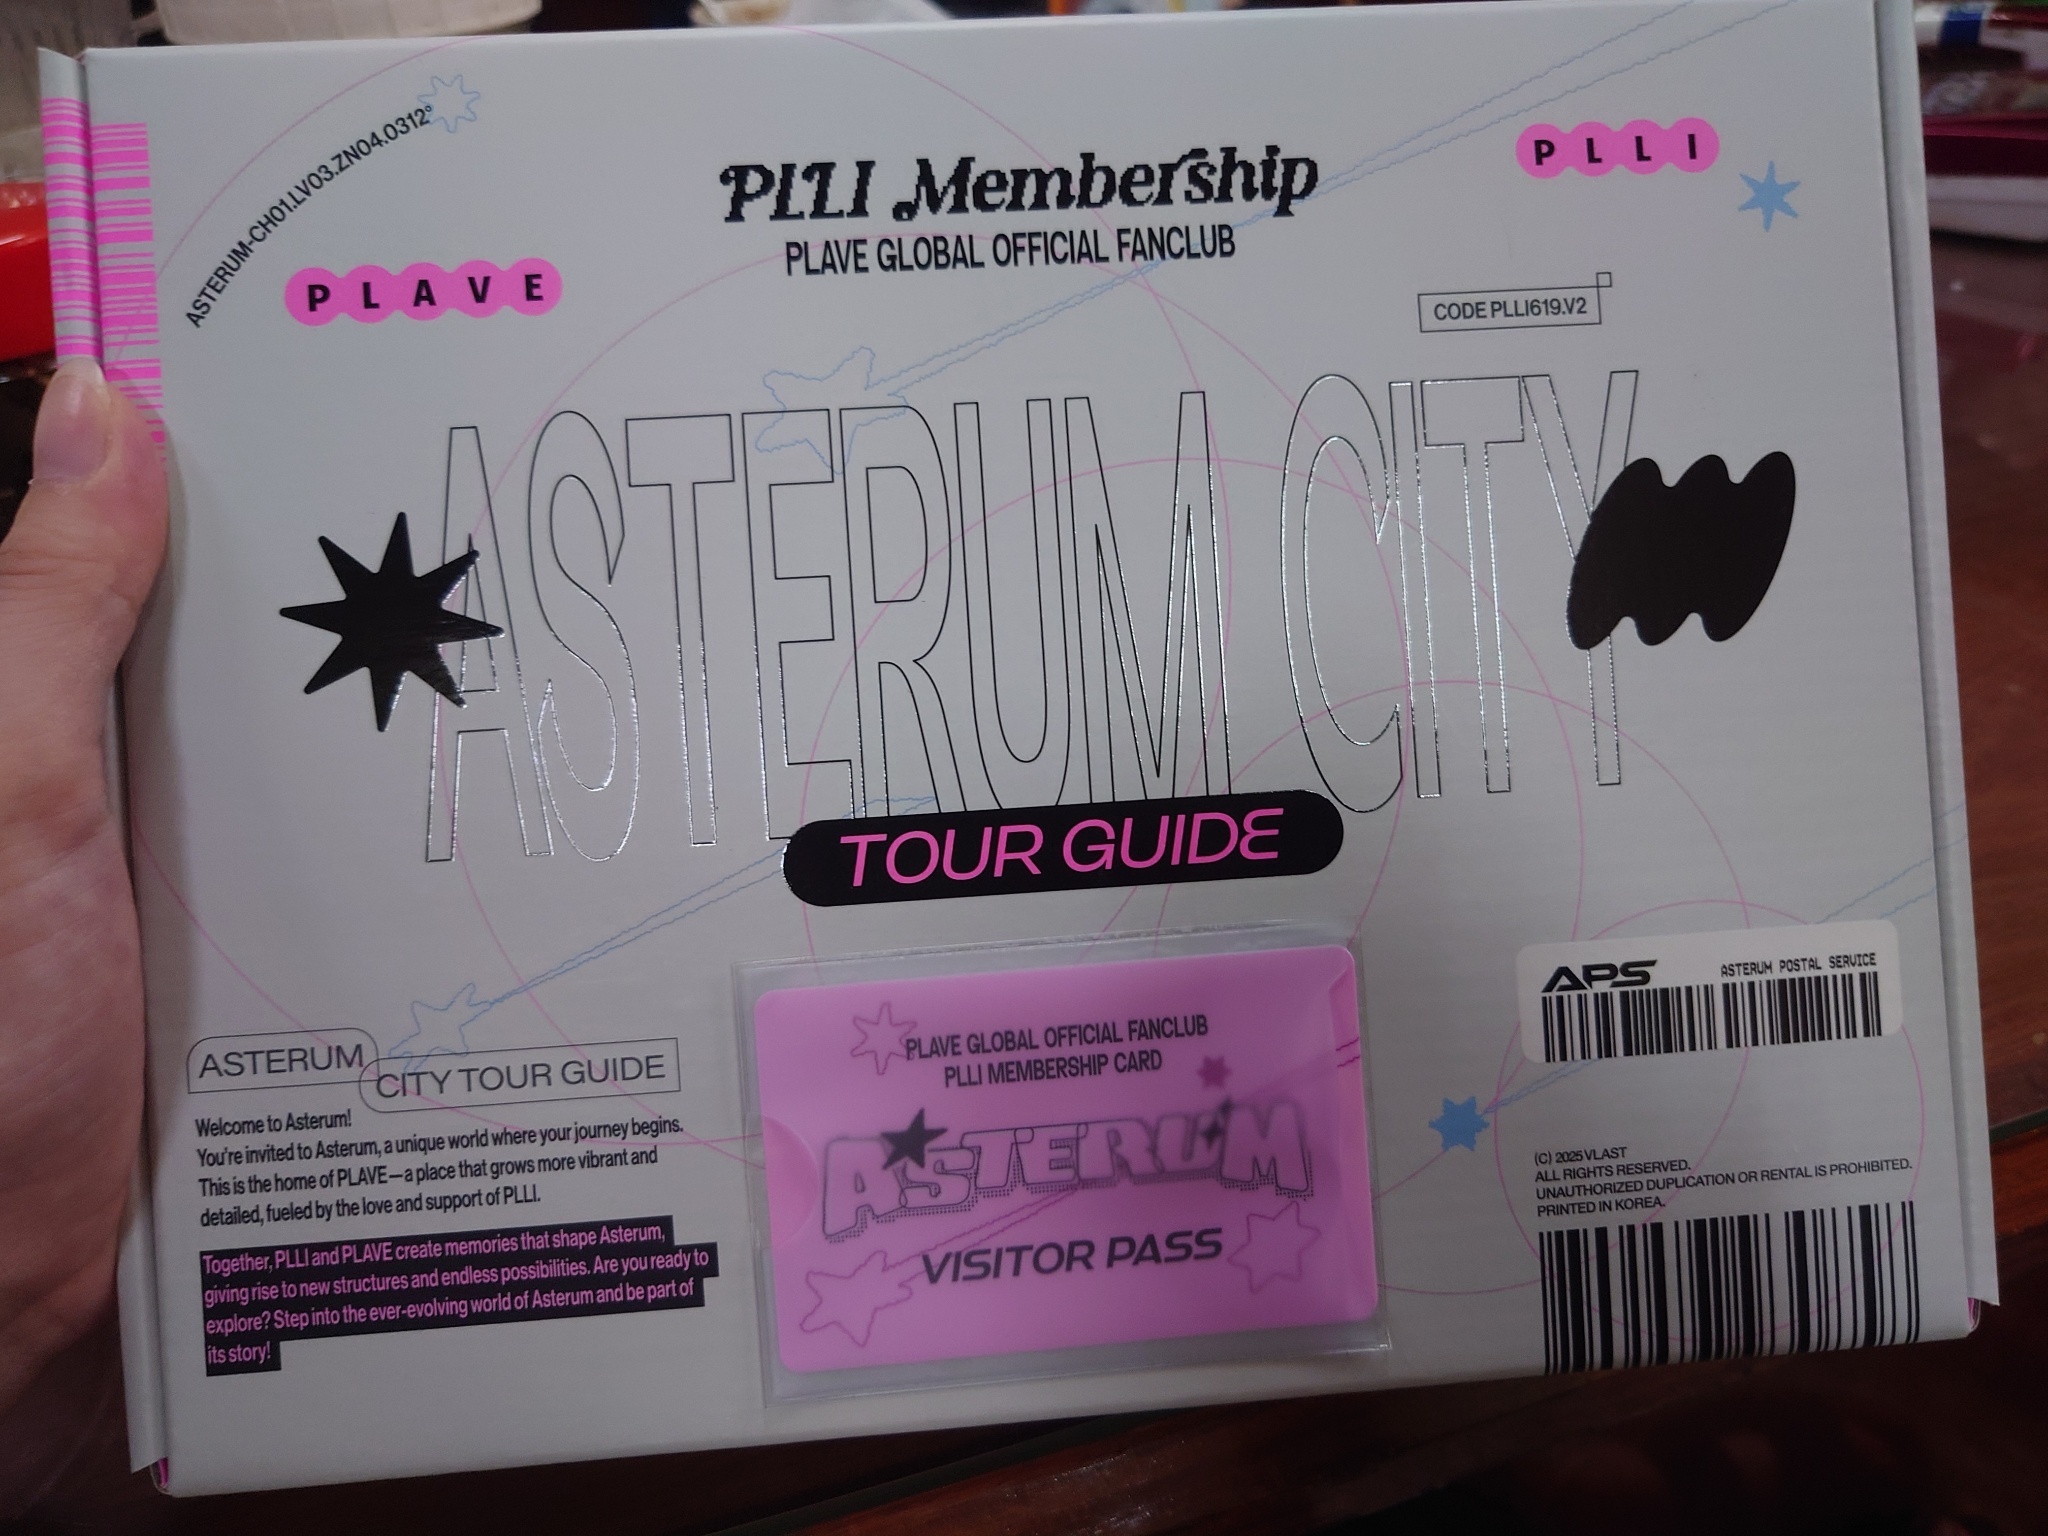 ASTERUM-CH01.LV03.ZN04.0312°
PLLI Membership
PLAVE GLOBAL OFFICIAL FANCLUB
PLLI
PLAVE
CODE PLLI619.V2
ASTERUM CITY
TOUR GUIDE
ASTERUM
CITY TOUR GUIDE
Welcome to Asterum!
You're invited to Asterum, a unique world where your journey begins.
This is the home of PLAVE—a place that grows more vibrant and
detailed, fueled by the love and support of PLLI.
Together, PLLI and PLAVE create memories that shape Asterum,
giving rise to new structures and endless possibilities. Are you ready to
explore? Step into the ever-evolving world of Asterum and be part of
its story!
PLAVE GLOBAL OFFICIAL FANCLUB
PLLI MEMBERSHIP CARD
ASTERUM
VISITOR PASS
APS ASTERUM POSTAL SERVICE
(C) 2025 VLAST
ALL RIGHTS RESERVED.
UNAUTHORIZED DUPLICATION OR RENTAL IS PROHIBITED.
PRINTED IN KOREA.